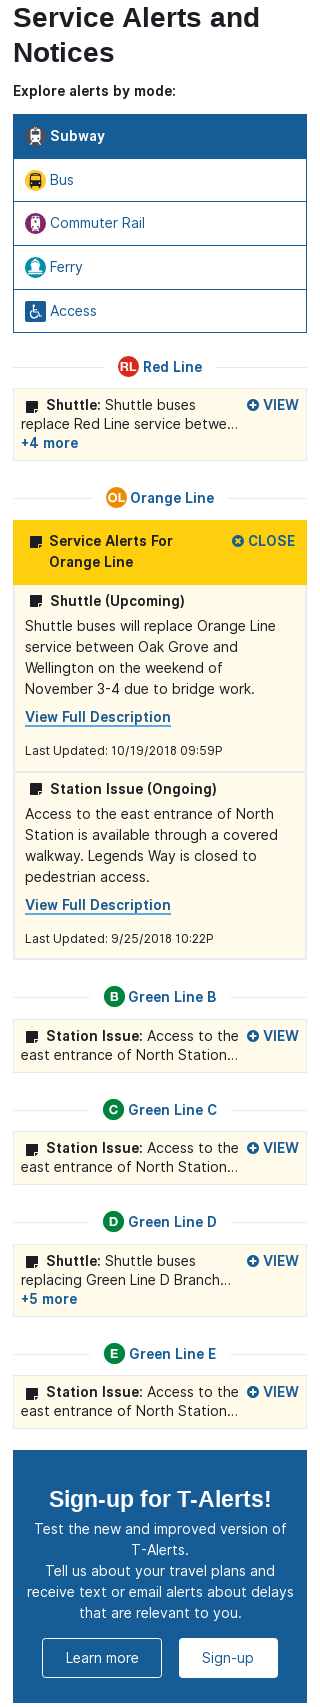 Service Alerts and
Notices
Explore alerts by mode:
Subway
Bus
Commuter Rail
Ferry
Access
RL Red Line
Shuttle: Shuttle buses
replace Red Line service betwe...
+4 more
VIEW
OL Orange Line
Service Alerts For
Orange Line
CLOSE
Shuttle (Upcoming)
Shuttle buses will replace Orange Line
service between Oak Grove and
Wellington on the weekend of
November 3-4 due to bridge work.
View Full Description
Last Updated: 10/19/2018 09:59P
Station Issue (Ongoing)
Access to the east entrance of North
Station is available through a covered
walkway. Legends Way is closed to
pedestrian access.
View Full Description
Last Updated: 9/25/2018 10:22P
B Green Line B
Station Issue: Access to the
east entrance of North Station...
VIEW
C Green Line C
Station Issue: Access to the
east entrance of North Station...
VIEW
D Green Line D
Shuttle: Shuttle buses
replacing Green Line D Branch...
+5 more
VIEW
E Green Line E
Station Issue: Access to the
east entrance of North Station...
VIEW
Sign-up for T-Alerts!
Test the new and improved version of
T-Alerts.
Tell us about your travel plans and
receive text or email alerts about delays
that are relevant to you.
Learn more
Sign-up